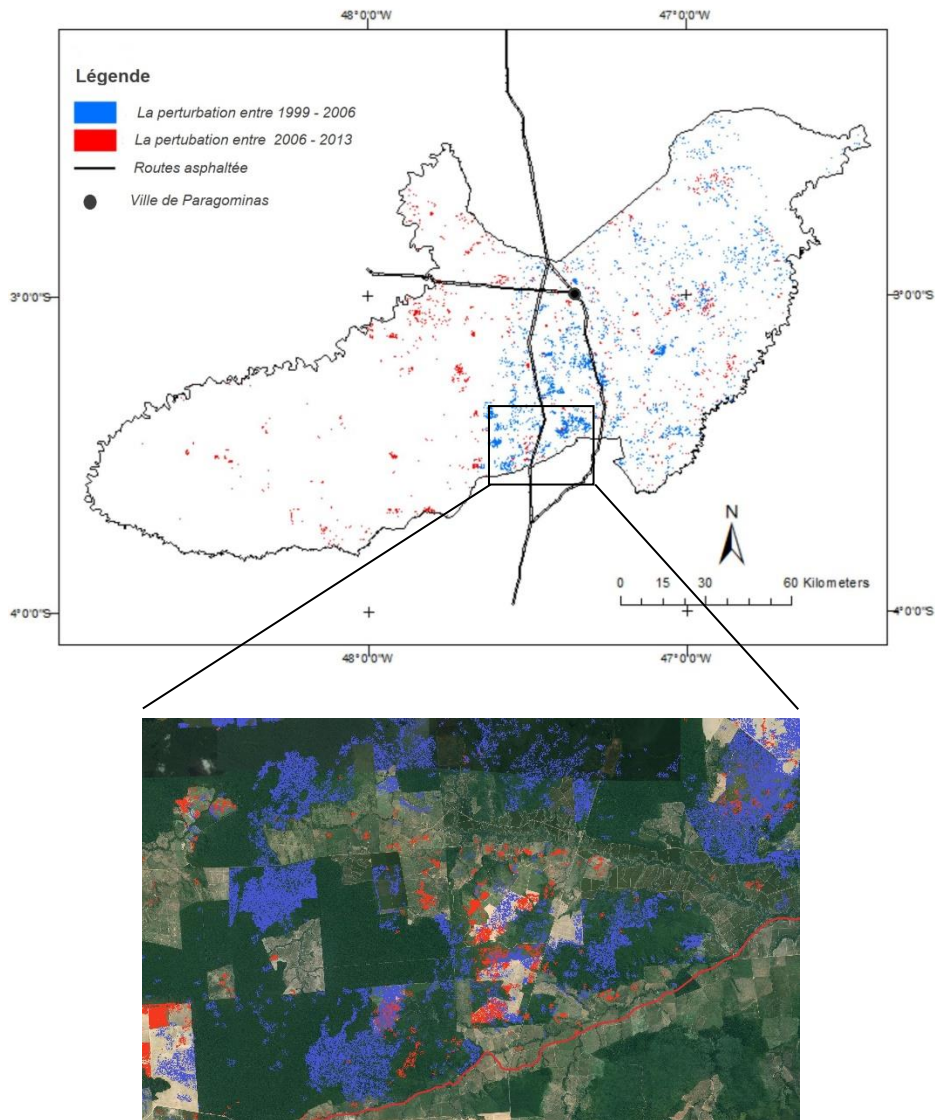 48°0'0"W
47°0'0"W
Légende
La perturbation entre 1999 - 2006
La pertubation entre 2006 - 2013
Routes asphaltée
Ville de Paragominas
3°0'0"S
3°0'0"S
N
0 15 30 60 Kilometers
4°0'0"S
4°0'0"S
48°0'0"W
47°0'0"W